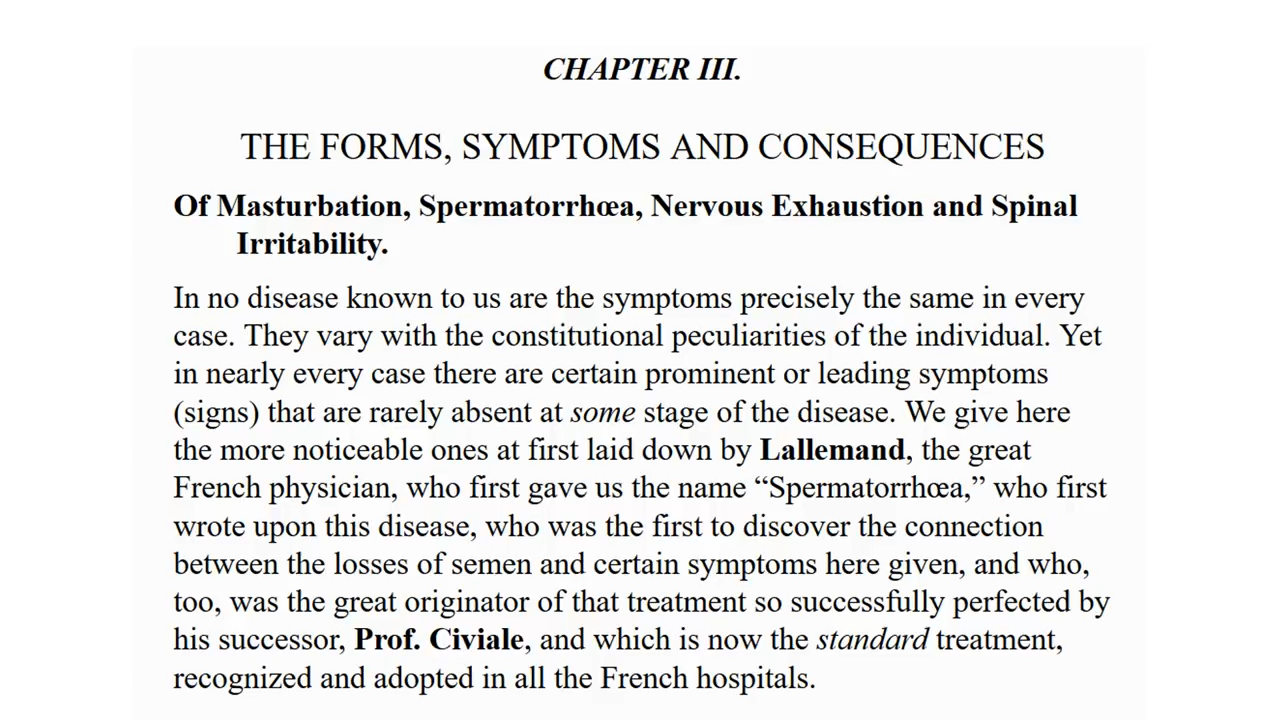 CHAPTER III.
THE FORMS, SYMPTOMS AND CONSEQUENCES
Of Masturbation, Spermatorrhœa, Nervous Exhaustion and Spinal
Irritability.
In no disease known to us are the symptoms precisely the same in every
case. They vary with the constitutional peculiarities of the individual. Yet
in nearly every case there are certain prominent or leading symptoms
(signs) that are rarely absent at some stage of the disease. We give here
the more noticeable ones at first laid down by Lallemand, the great
French physician, who first gave us the name “Spermatorrhœa,” who first
wrote upon this disease, who was the first to discover the connection
between the losses of semen and certain symptoms here given, and who,
too, was the great originator of that treatment so successfully perfected by
his successor, Prof. Civiale, and which is now the standard treatment,
recognized and adopted in all the French hospitals.